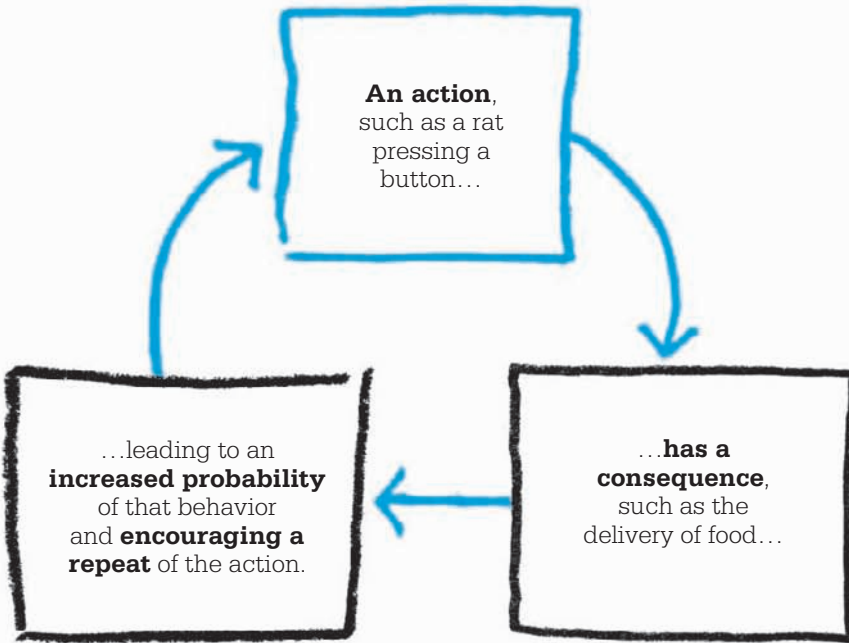 An action,
such as a rat
pressing a
button…
…has a
consequence,
such as the
delivery of food…
…leading to an
increased probability
of that behavior
and encouraging a
repeat of the action.